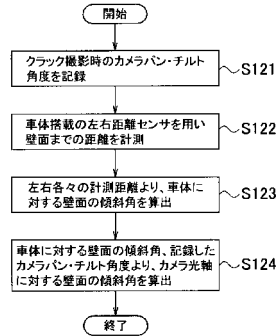 開始
クラック撮影時のカメラパン・チルト
角度を記録
S121
車体搭載の左右距離センサを用い
壁面までの距離を計測
S122
左右各々の計測距離より、車体に
対する壁面の傾斜角を算出
S123
車体に対する壁面の傾斜角、記録した
カメラパン・チルト角度より、カメラ光軸
に対する壁面の傾斜角を算出
S124
終了